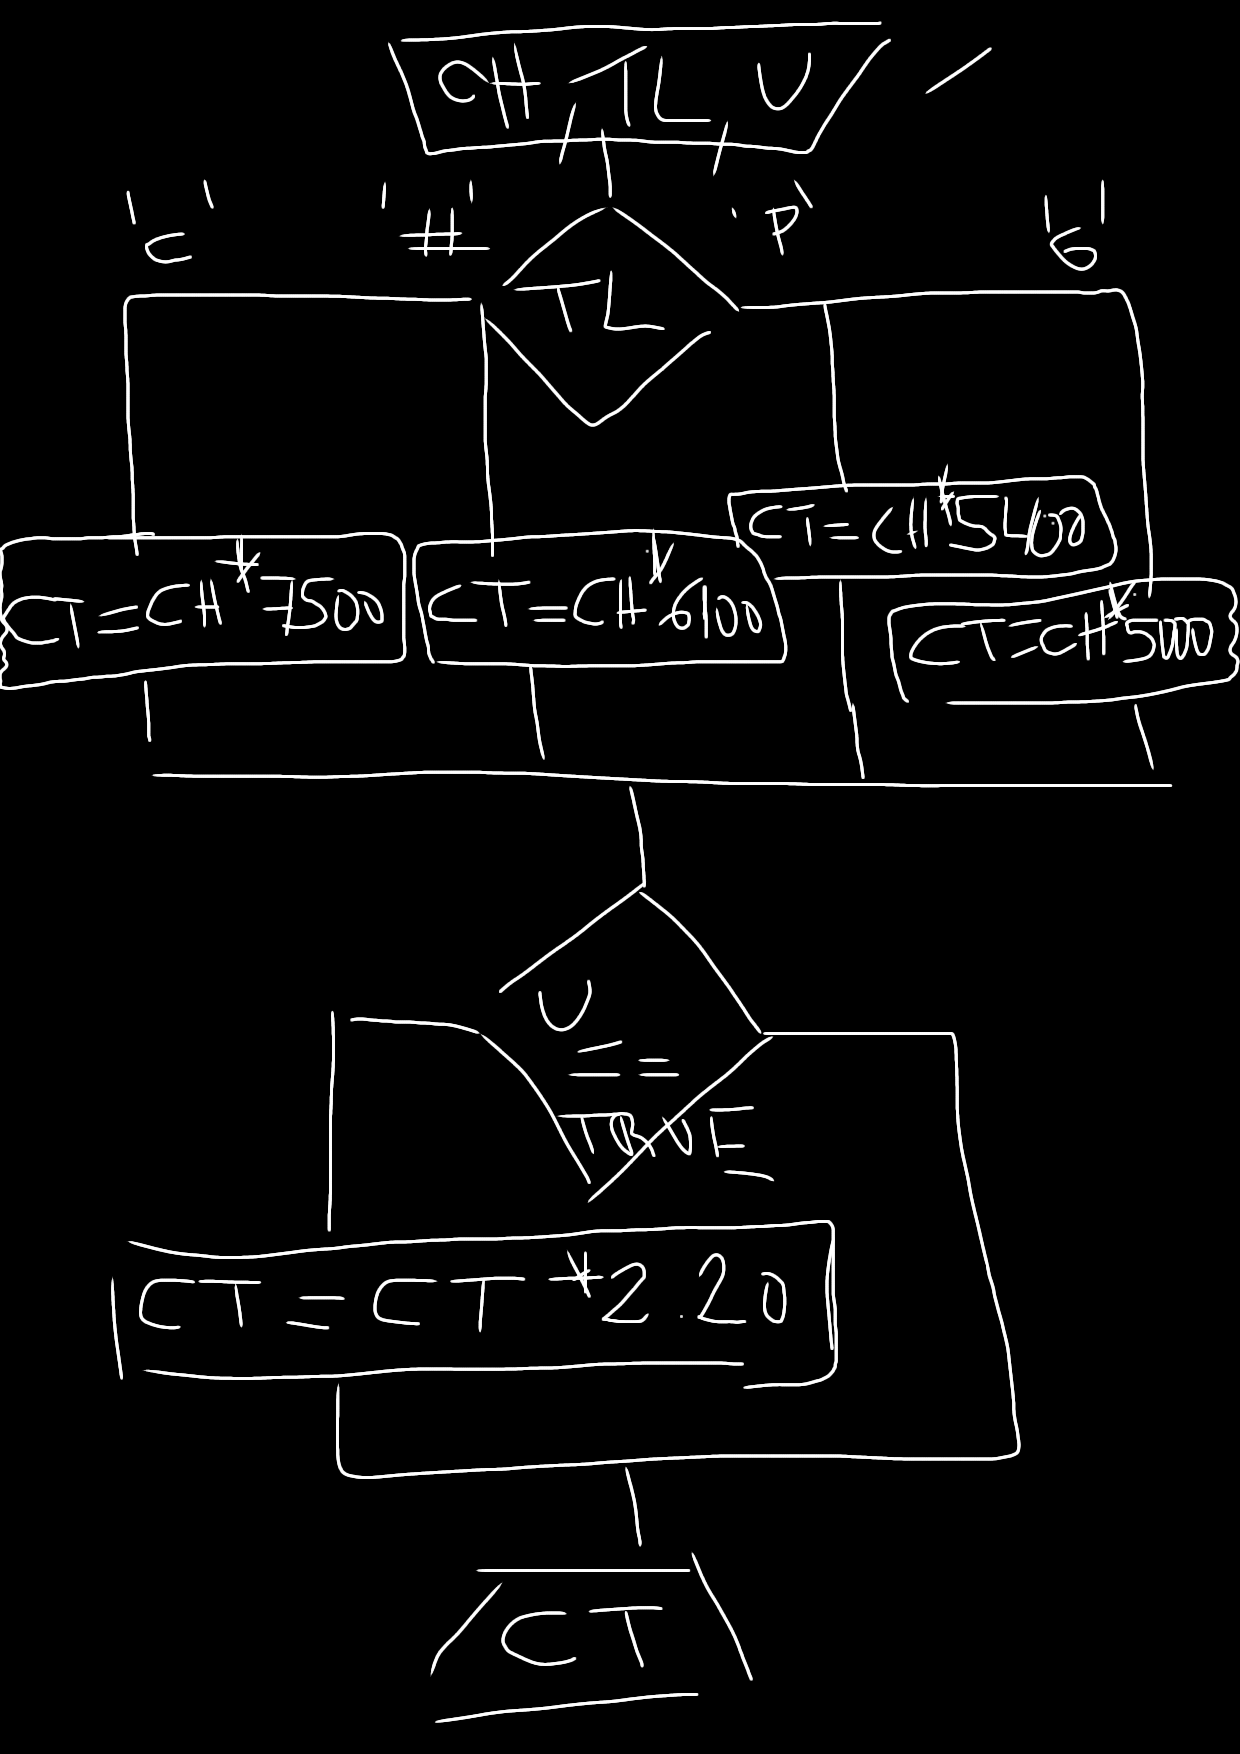 CH, TL, U
'C' 'H' 'P' 'G'
TL
CT = CH * 5400
CT = CH * 7500
CT = CH * 6100
CT = CH * 5000
U
==
TRUE
CT = CT * 2.20
CT